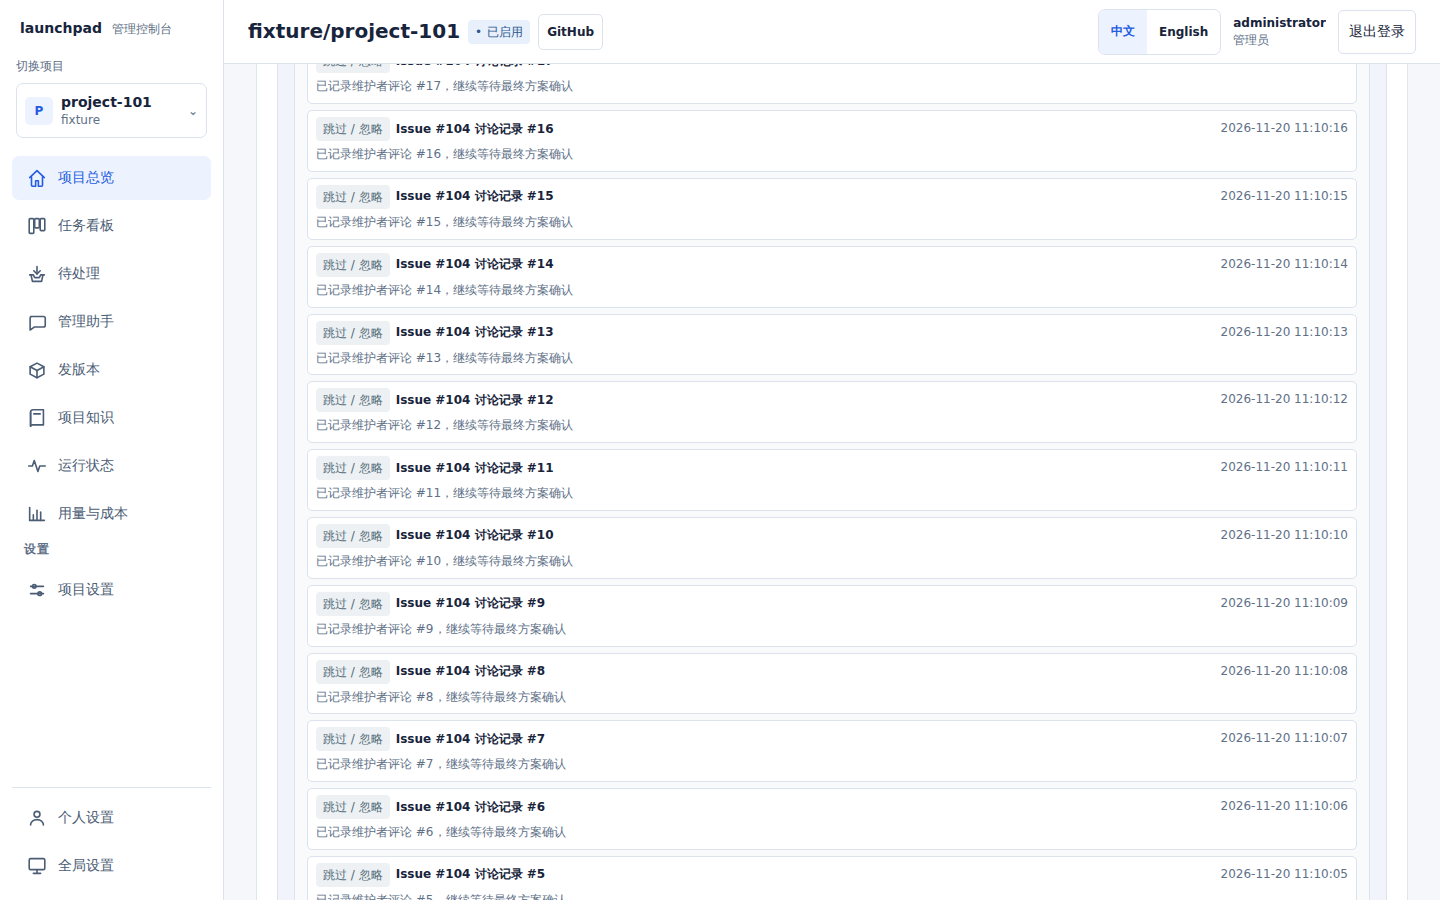 launchpad 管理控制台
切换项目
P
project-101
fixture
项目总览
任务看板
待处理
管理助手
发版本
项目知识
运行状态
用量与成本
设置
项目设置
个人设置
全局设置
fixture/project-101
• 已启用
GitHub
中文
English
administrator
管理员
退出登录
已记录维护者评论 #17，继续等待最终方案确认
跳过 / 忽略 Issue #104 讨论记录 #16 2026-11-20 11:10:16
已记录维护者评论 #16，继续等待最终方案确认
跳过 / 忽略 Issue #104 讨论记录 #15 2026-11-20 11:10:15
已记录维护者评论 #15，继续等待最终方案确认
跳过 / 忽略 Issue #104 讨论记录 #14 2026-11-20 11:10:14
已记录维护者评论 #14，继续等待最终方案确认
跳过 / 忽略 Issue #104 讨论记录 #13 2026-11-20 11:10:13
已记录维护者评论 #13，继续等待最终方案确认
跳过 / 忽略 Issue #104 讨论记录 #12 2026-11-20 11:10:12
已记录维护者评论 #12，继续等待最终方案确认
跳过 / 忽略 Issue #104 讨论记录 #11 2026-11-20 11:10:11
已记录维护者评论 #11，继续等待最终方案确认
跳过 / 忽略 Issue #104 讨论记录 #10 2026-11-20 11:10:10
已记录维护者评论 #10，继续等待最终方案确认
跳过 / 忽略 Issue #104 讨论记录 #9 2026-11-20 11:10:09
已记录维护者评论 #9，继续等待最终方案确认
跳过 / 忽略 Issue #104 讨论记录 #8 2026-11-20 11:10:08
已记录维护者评论 #8，继续等待最终方案确认
跳过 / 忽略 Issue #104 讨论记录 #7 2026-11-20 11:10:07
已记录维护者评论 #7，继续等待最终方案确认
跳过 / 忽略 Issue #104 讨论记录 #6 2026-11-20 11:10:06
已记录维护者评论 #6，继续等待最终方案确认
跳过 / 忽略 Issue #104 讨论记录 #5 2026-11-20 11:10:05
已记录维护者评论 #5，继续等待最终方案确认